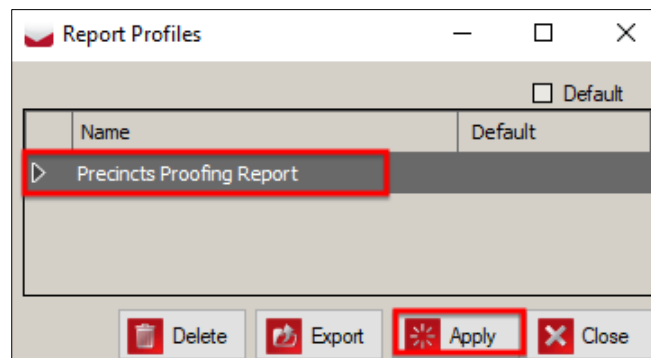 Report Profiles
Default
Name Default
Precincts Proofing Report
Delete Export Apply Close